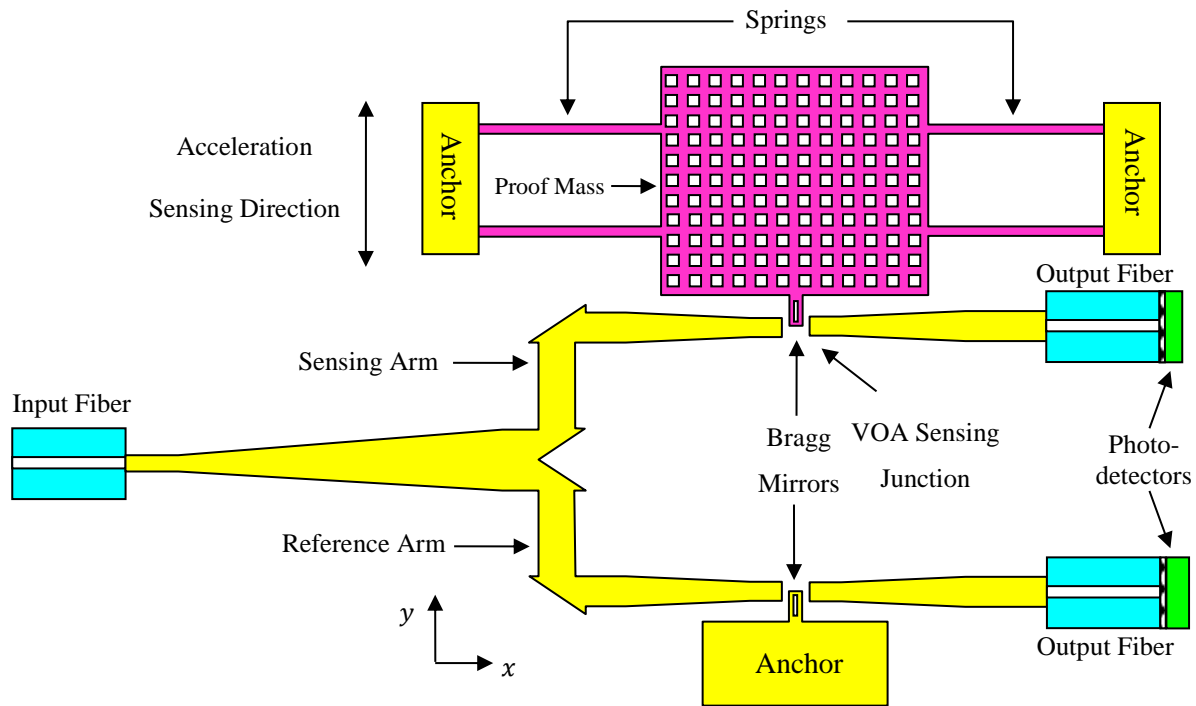 Springs
Acceleration
Sensing Direction
Anchor
Proof Mass
Anchor
Output Fiber
Sensing Arm
Input Fiber
Bragg
Mirrors
VOA Sensing
Junction
Photo-
detectors
Reference Arm
y
x
Anchor
Output Fiber